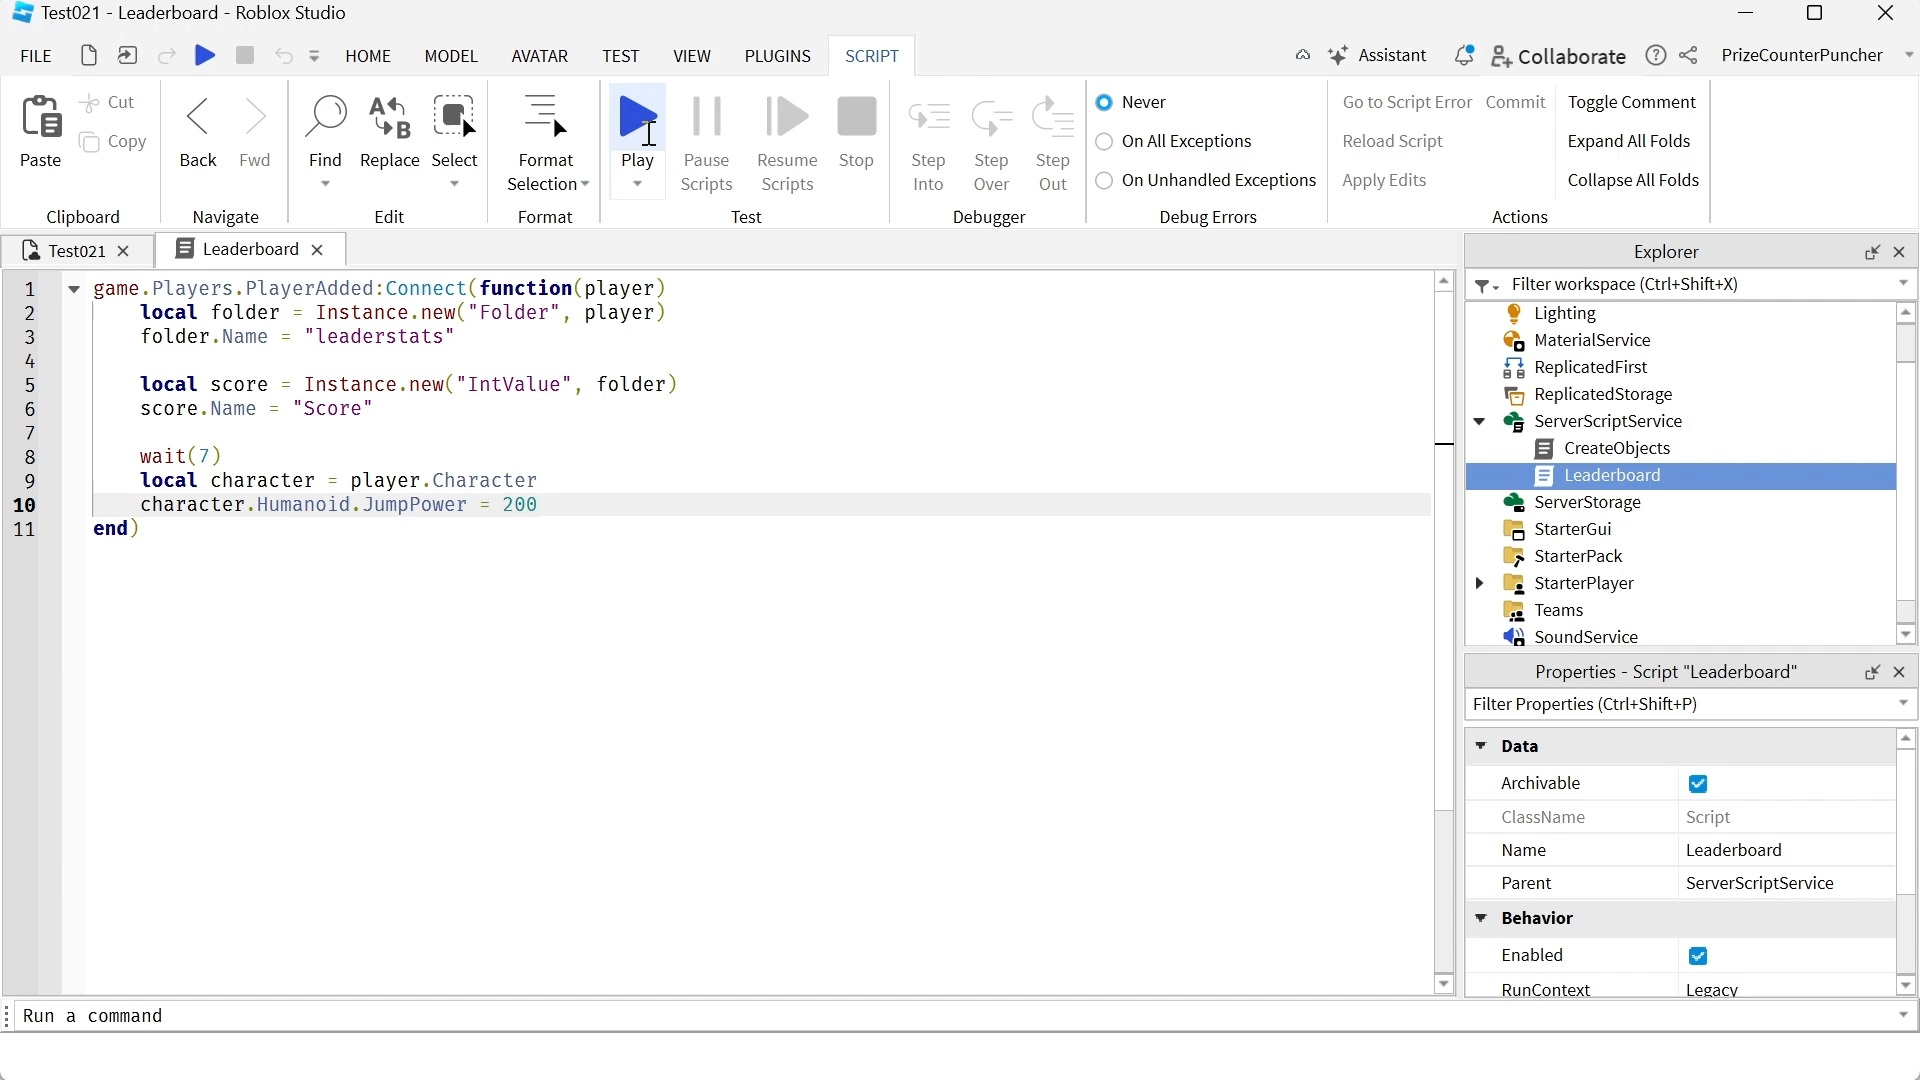 Test021 - Leaderboard - Roblox Studio
FILE HOME MODEL AVATAR TEST VIEW PLUGINS SCRIPT Assistant Collaborate PrizeCounterPuncher
Paste Cut Copy
Clipboard
Back Fwd
Navigate
Find Replace Select
Edit
Format Selection
Format
Play Pause Scripts Resume Scripts Stop
Test
Step Into Step Over Step Out
Debugger
Never
On All Exceptions
On Unhandled Exceptions
Debug Errors
Go to Script Error Commit Toggle Comment
Reload Script Expand All Folds
Apply Edits Collapse All Folds
Actions
Test021 Leaderboard
1 game.Players.PlayerAdded:Connect(function(player)
2 local folder = Instance.new("Folder", player)
3 folder.Name = "leaderstats"
4
5 local score = Instance.new("IntValue", folder)
6 score.Name = "Score"
7
8 wait(7)
9 local character = player.Character
10 character.Humanoid.JumpPower = 200
11 end)
Explorer
Filter workspace (Ctrl+Shift+X)
Lighting
MaterialService
ReplicatedFirst
ReplicatedStorage
ServerScriptService
CreateObjects
Leaderboard
ServerStorage
StarterGui
StarterPack
StarterPlayer
Teams
SoundService
Properties - Script "Leaderboard"
Filter Properties (Ctrl+Shift+P)
Data
Archivable
ClassName Script
Name Leaderboard
Parent ServerScriptService
Behavior
Enabled
RunContext Legacy
Run a command